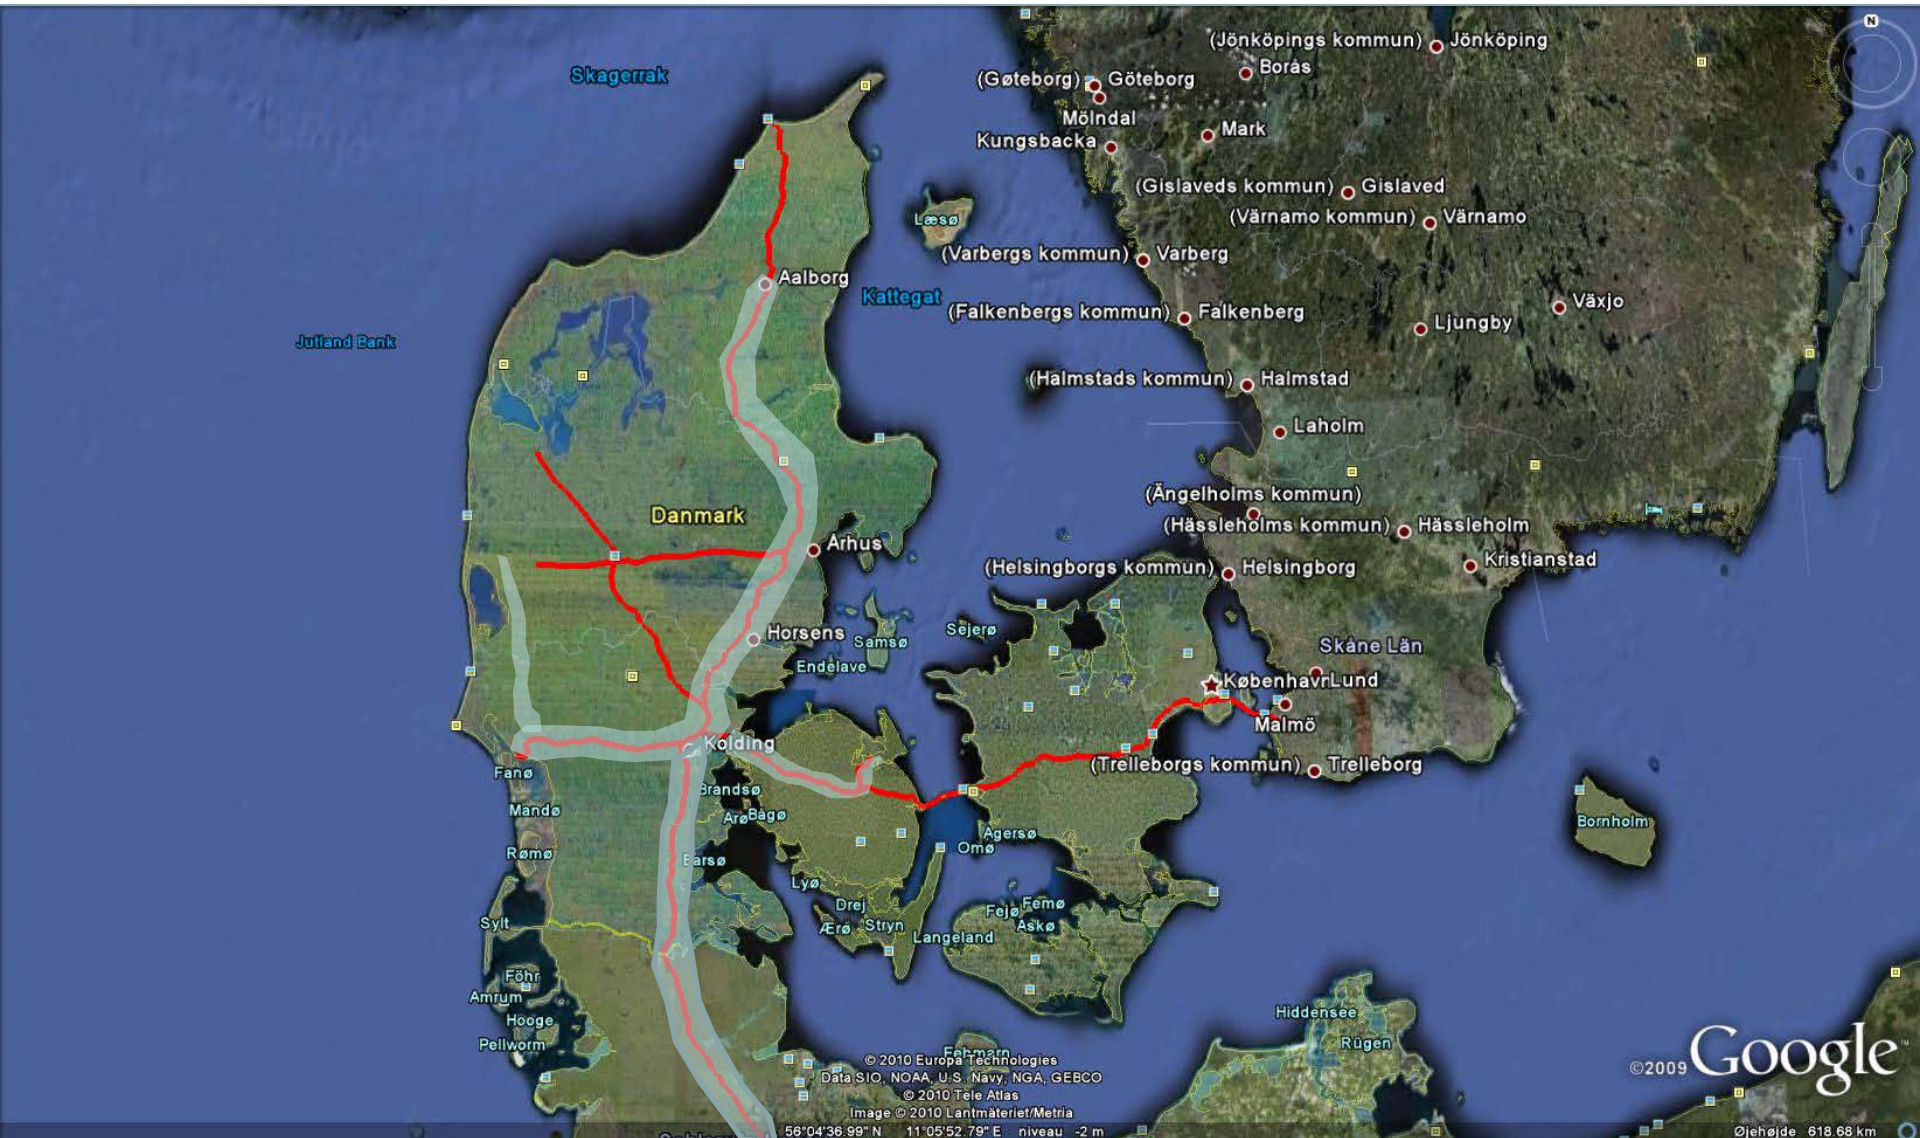 (Jönköpings kommun) Jönköping
Borås
Skagerrak
(Gøteborg) Göteborg
Mölndal
Mark
Kungsbacka
(Gislaveds kommun) Gislaved
(Värnamo kommun) Värnamo
Læsø
(Varbergs kommun) Varberg
Aalborg
Kattegat
Växjo
(Falkenbergs kommun) Falkenberg
Ljungby
Jutland Bank
(Halmstads kommun) Halmstad
Laholm
(Ängelholms kommun)
Danmark
(Hässleholms kommun) Hässleholm
Århus
Kristianstad
(Helsingborgs kommun) Helsingborg
Horsens
Samsø
Sejerø
Skåne Län
Endelave
København
Lund
Malmö
Kolding
(Trelleborgs kommun) Trelleborg
Fanø
Brandsø
Mandø
Arø
Bågø
Bornholm
Agersø
Omø
Rømø
Barsø
Lyø
Drej
Fejø
Femø
Sylt
Ærø
Stryn
Askø
Langeland
Föhr
Amrum
Hooge
Hiddensee
Pellworm
Rügen
Fehmarn
© 2010 Europa Technologies
Data SIO, NOAA, U.S. Navy, NGA, GEBCO
© 2010 Tele Atlas
Image © 2010 Lantmäteriet/Metria
©2009 Google™
N
56°04'36.99" N 11°05'52.79" E niveau -2 m
Øjehøjde 618.68 km